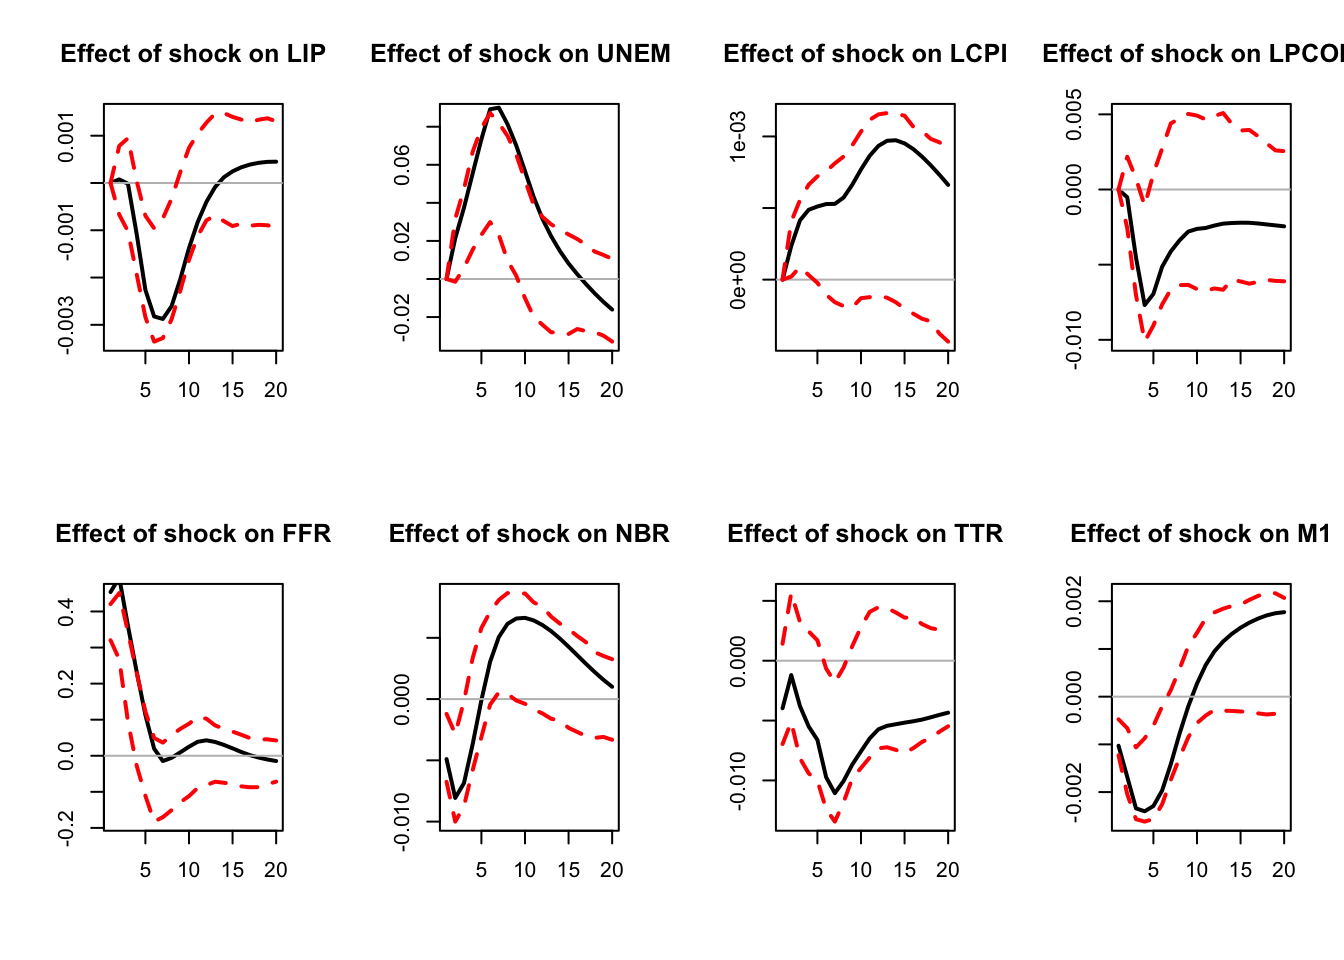 Effect of shock on LIP
Effect of shock on UNEM
Effect of shock on LCPI
Effect of shock on LPCO
0.001
-0.001
-0.003
5 10 15 20
0.06
0.02
-0.02
5 10 15 20
1e-03
0e+00
5 10 15 20
0.005
0.000
-0.010
5 10 15 20
Effect of shock on FFR
Effect of shock on NBR
Effect of shock on TTR
Effect of shock on M1
0.4
0.2
0.0
-0.2
5 10 15 20
0.000
-0.010
5 10 15 20
0.000
-0.010
5 10 15 20
0.002
0.000
-0.002
5 10 15 20